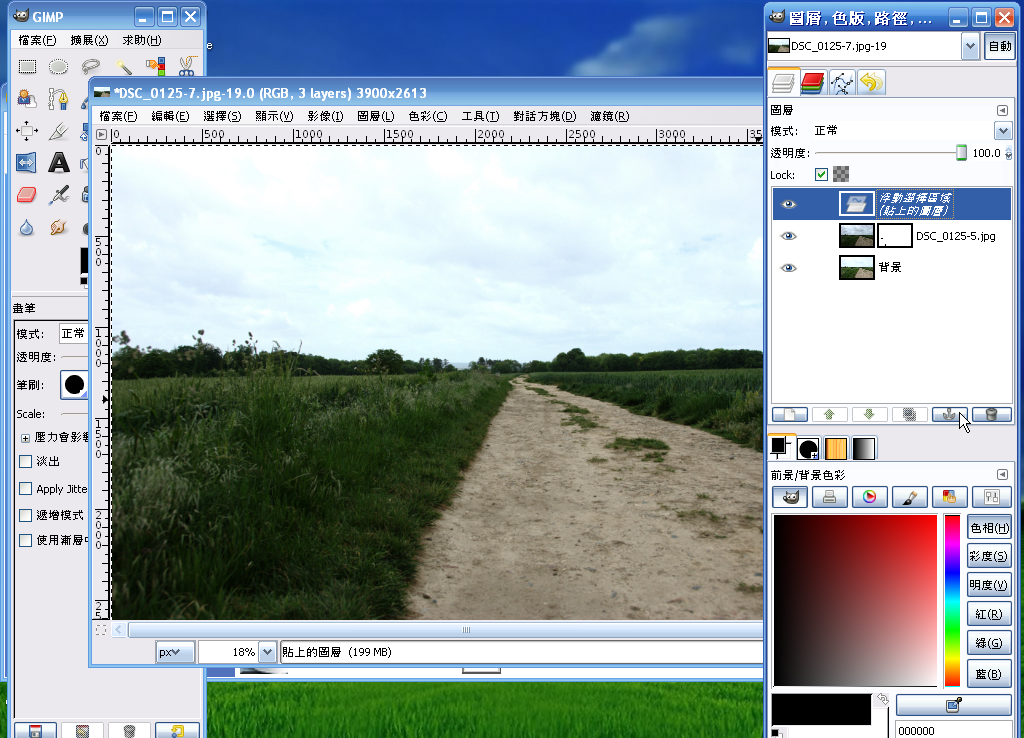 GIMP
檔案(F) 擴展(X) 求助(H)
e
*DSC_0125-7.jpg-19.0 (RGB, 3 layers) 3900x2613
檔案(F) 編輯(E) 選擇(S) 顯示(V) 影像(I) 圖層(L) 色彩(C) 工具(T) 對話方塊(D) 濾鏡(R)
0 500 1000 1500 2000 2500 3000 35
0
500
1000
1500
2000
25
畫筆
模式: 正常
透明度:
筆刷:
Scale:
壓力會影響
淡出
Apply Jitte
遞增模式
使用漸層
px 18% 貼上的圖層 (199 MB)
圖層,色版,路徑,...
DSC_0125-7.jpg-19 自動
圖層
模式: 正常
透明度: 100.0
Lock:
浮動選擇區域
(貼上的圖層)
DSC_0125-5.jpg
背景
前景/背景色彩
色相(H)
彩度(S)
明度(V)
紅(R)
綠(G)
藍(B)
000000